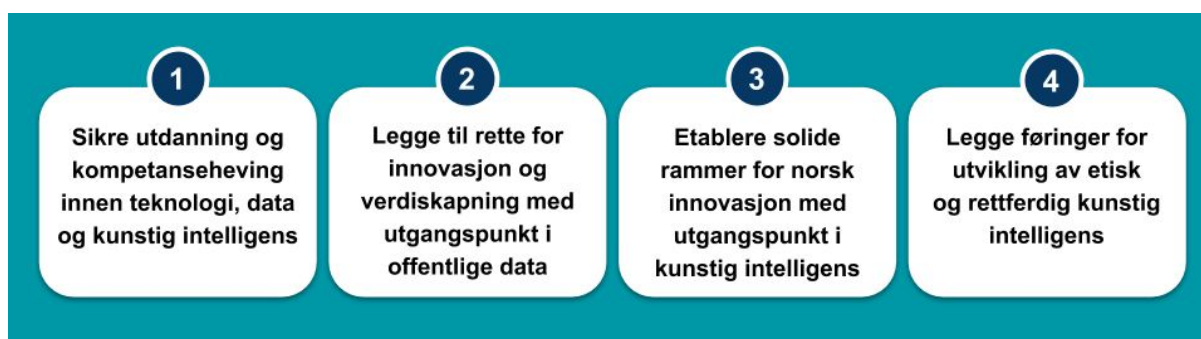 1
Sikre utdanning og
kompetanseheving
innen teknologi, data
og kunstig intelligens
2
Legge til rette for
innovasjon og
verdiskapning med
utgangspunkt i
offentlige data
3
Etablere solide
rammer for norsk
innovasjon med
utgangspunkt i
kunstig intelligens
4
Legge føringer for
utvikling av etisk
og rettferdig kunstig
intelligens